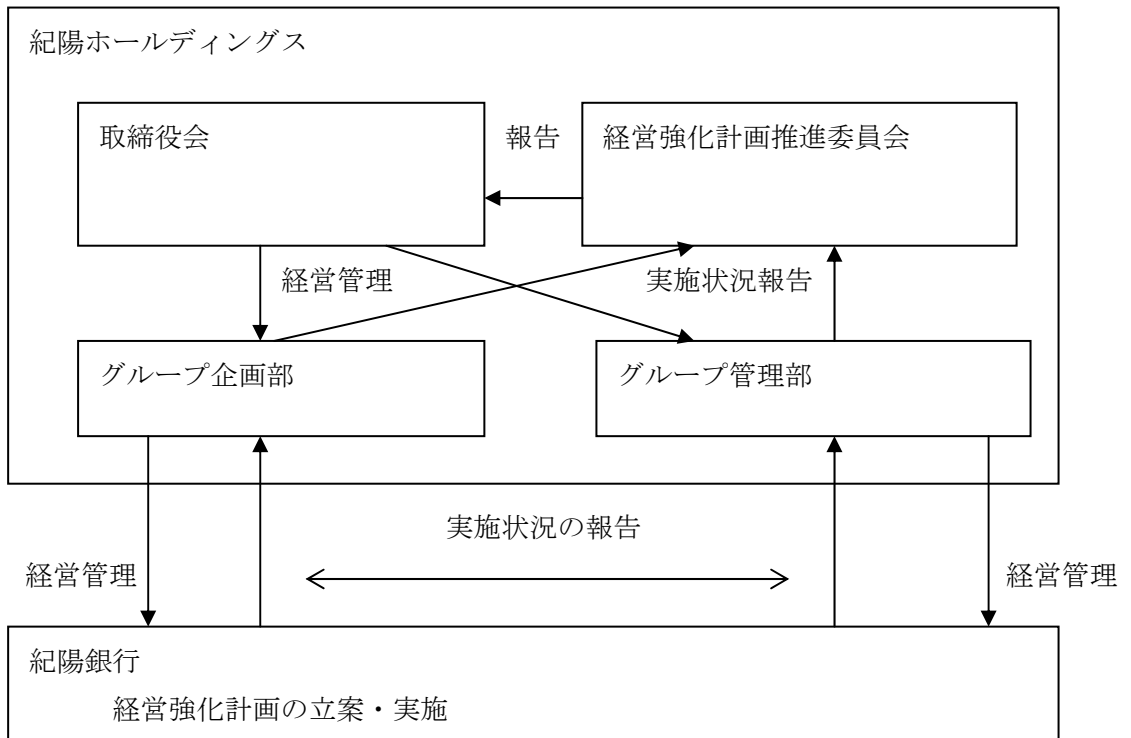 紀陽ホールディングス
取締役会
報告
経営強化計画推進委員会
経営管理
実施状況報告
グループ企画部
グループ管理部
実施状況の報告
経営管理
経営管理
紀陽銀行
経営強化計画の立案・実施